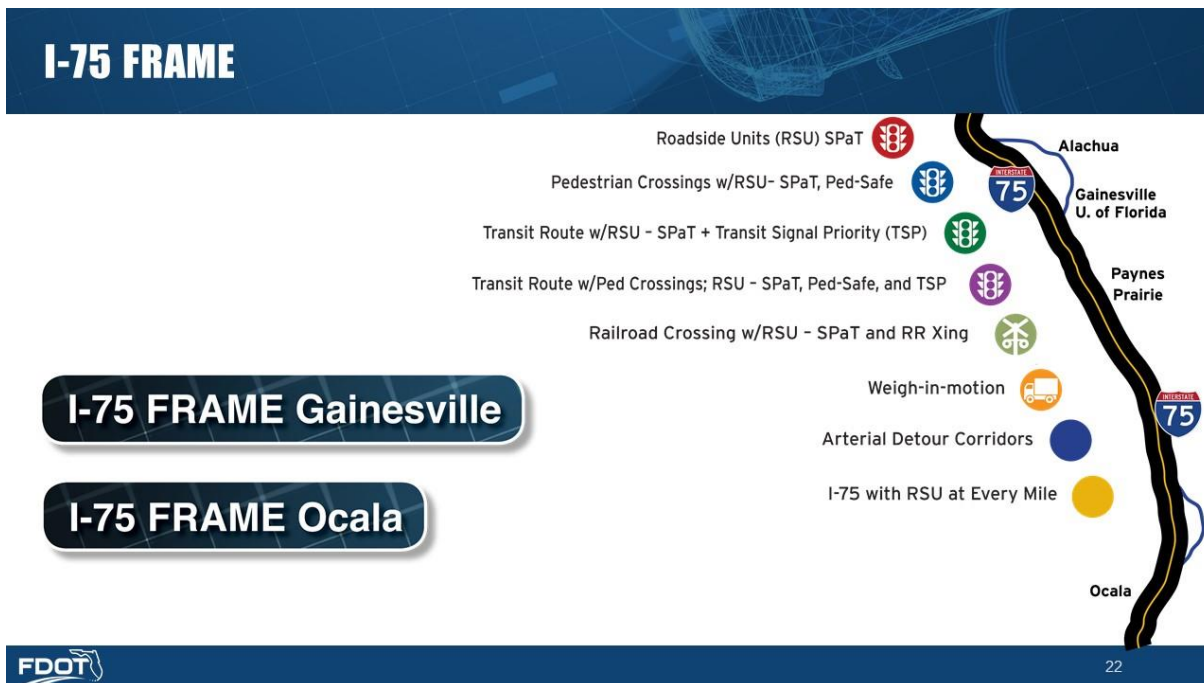 I-75 FRAME
Roadside Units (RSU) SPaT
Pedestrian Crossings w/RSU– SPaT, Ped-Safe
Transit Route w/RSU – SPaT + Transit Signal Priority (TSP)
Transit Route w/Ped Crossings; RSU – SPaT, Ped-Safe, and TSP
Railroad Crossing w/RSU – SPaT and RR Xing
Weigh-in-motion
Arterial Detour Corridors
I-75 with RSU at Every Mile
I-75 FRAME Gainesville
I-75 FRAME Ocala
Alachua
INTERSTATE
75
Gainesville
U. of Florida
Paynes
Prairie
INTERSTATE
75
Ocala
FDOT
22